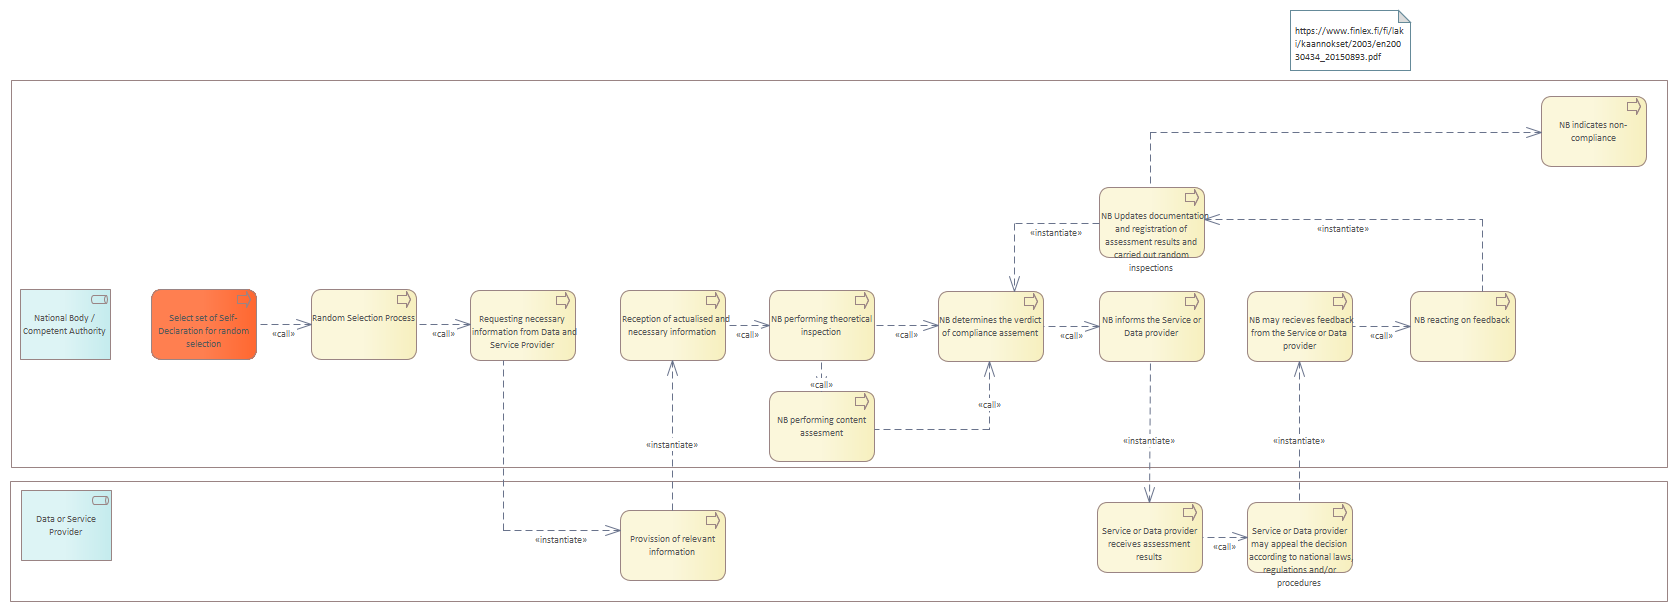 https://www.finlex.fi/fi/lak
i/kaannokset/2003/en200
30434_20150893.pdf
NB indicates non-
compliance
NB Updates documentation
and registration of
assessment results and
carried out random
inspections
«instantiate»
«instantiate»
National Body /
Competent Authority
Select set of Self-
Declaration for random
selection
«call»
Random Selection Process
«call»
Requesting necessary
information from Data and
Service Provider
Reception of actualised and
necessary information
«call»
NB performing theoretical
inspection
«call»
NB determines the verdict
of compliance assement
«call»
NB informs the Service or
Data provider
NB may recieves feedback
from the Service or Data
provider
«call»
NB reacting on feedback
«call»
NB performing content
assesment
«call»
«instantiate»
«instantiate»
«instantiate»
Data or Service
Provider
«instantiate»
Provission of relevant
information
Service or Data provider
receives assessment
results
«call»
Service or Data provider
may appeal the decision
according to national laws,
regulations and/or
procedures